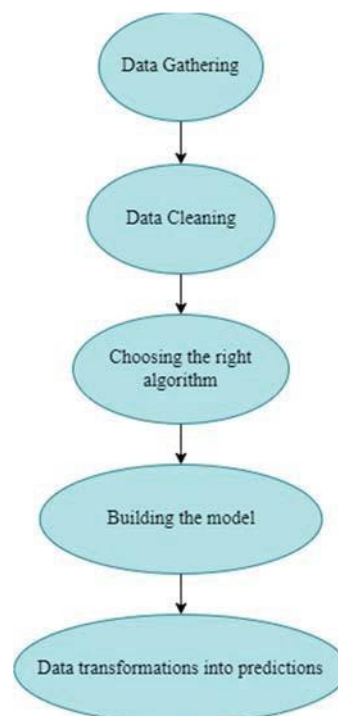 Data Gathering
Data Cleaning
Choosing the right
algorithm
Building the model
Data transformations into predictions